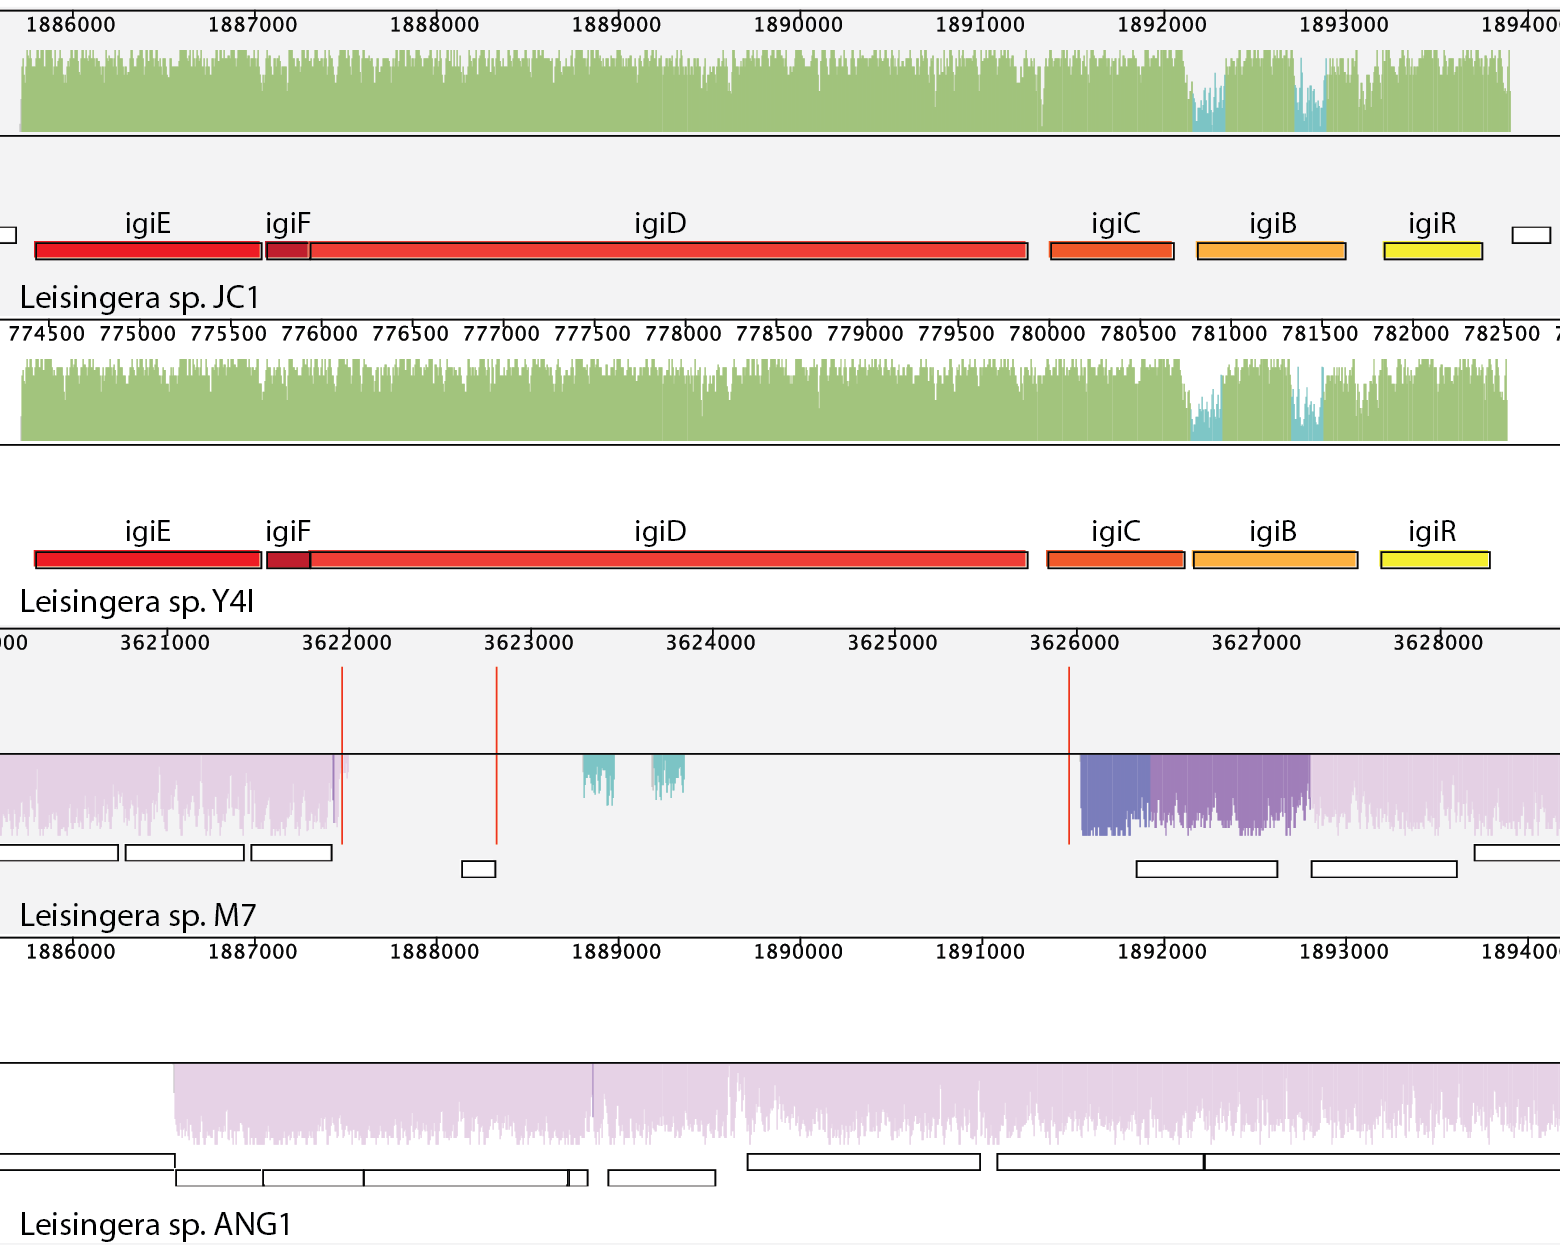 1886000 1887000 1888000 1889000 1890000 1891000 1892000 1893000 189400
igiE igiF igiD igiC igiB igiR
Leisingera sp. JC1
774500 775000 775500 776000 776500 777000 777500 778000 778500 779000 779500 780000 780500 781000 781500 782000 782500 7
igiE igiF igiD igiC igiB igiR
Leisingera sp. Y4I
000 3621000 3622000 3623000 3624000 3625000 3626000 3627000 3628000
Leisingera sp. M7
1886000 1887000 1888000 1889000 1890000 1891000 1892000 1893000 189400
Leisingera sp. ANG1